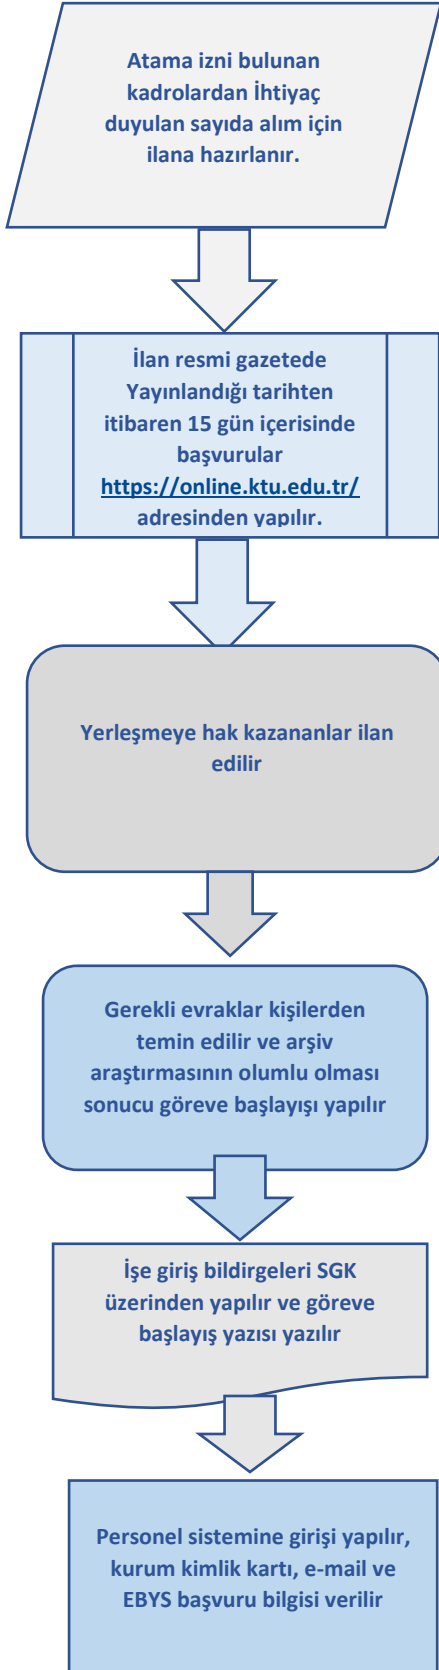 Atama izni bulunan
kadrolardan İhtiyaç
duyulan sayıda alım için
ilana hazırlanır.
İlan resmi gazetede
Yayınlandığı tarihten
itibaren 15 gün içerisinde
başvurular
https://online.ktu.edu.tr/
adresinden yapılır.
Yerleşmeye hak kazananlar ilan
edilir
Gerekli evraklar kişilerden
temin edilir ve arşiv
araştırmasının olumlu olması
sonucu göreve başlayışı yapılır
İşe giriş bildirgeleri SGK
üzerinden yapılır ve göreve
başlayış yazısı yazılır
Personel sistemine girişi yapılır,
kurum kimlik kartı, e-mail ve
EBYS başvuru bilgisi verilir